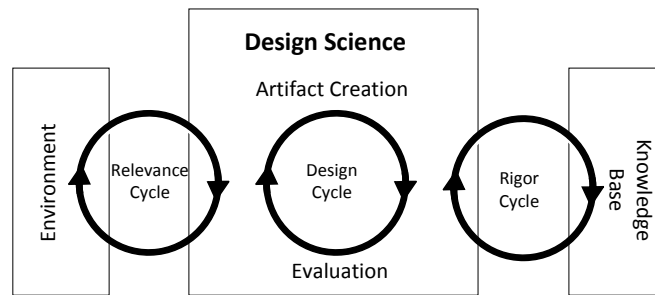 Design Science
Artifact Creation
Environment
Relevance
Cycle
Design
Cycle
Rigor
Cycle
Knowledge
Base
Evaluation